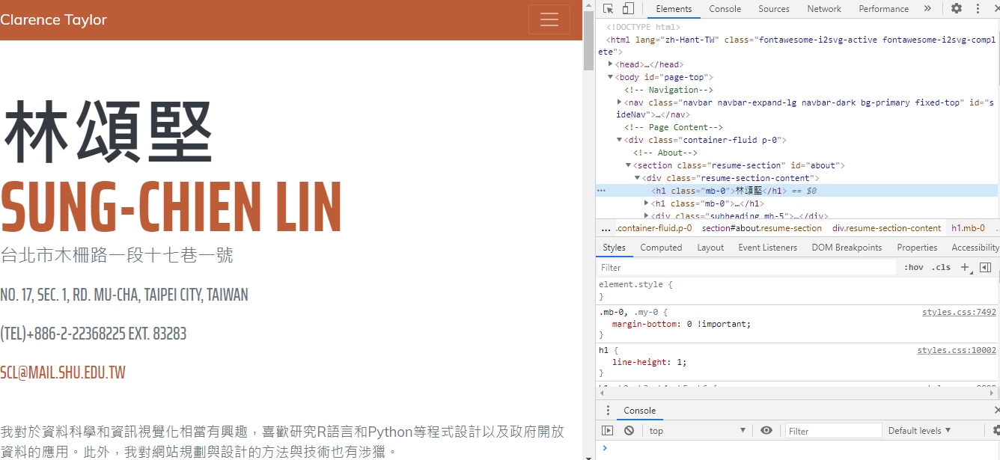 Clarence Taylor
林頌堅
SUNG-CHIEN LIN
台北市木柵路一段十七巷一號
NO. 17, SEC. 1, RD. MU-CHA, TAIPEI CITY, TAIWAN
(TEL)+886-2-22368225 EXT. 83283
SCL@MAIL.SHU.EDU.TW
我對於資料科學和資訊視覺化相當有興趣，喜歡研究R語言和Python等程式設計以及政府開放
資料的應用。此外，我對網站規劃與設計的方法與技術也有涉獵。
Elements Console Sources Network Performance »
<!DOCTYPE html>
<html lang="zh-Hant-TW" class="fontawesome-i2svg-active fontawesome-i2svg-compl
ete">
<head>…</head>
<body id="page-top">
<!-- Navigation-->
<nav class="navbar navbar-expand-lg navbar-dark bg-primary fixed-top" id="s
ideNav">…</nav>
<!-- Page Content-->
<div class="container-fluid p-0">
<!-- About-->
<section class="resume-section" id="about">
<div class="resume-section-content">
<h1 class="mb-0">林頌堅</h1> == $0
<h1 class="mb-0">…</h1>
<div class="subheading mb-5">…</div>
... .container-fluid.p-0 section#about.resume-section div.resume-section-content h1.mb-0
Styles Computed Layout Event Listeners DOM Breakpoints Properties Accessibility
Filter :hov .cls +
element.style {
}
.mb-0, .my-0 { styles.css:7492
margin-bottom: 0 !important;
}
h1 { styles.css:10002
line-height: 1;
}
Console
top Filter Default levels